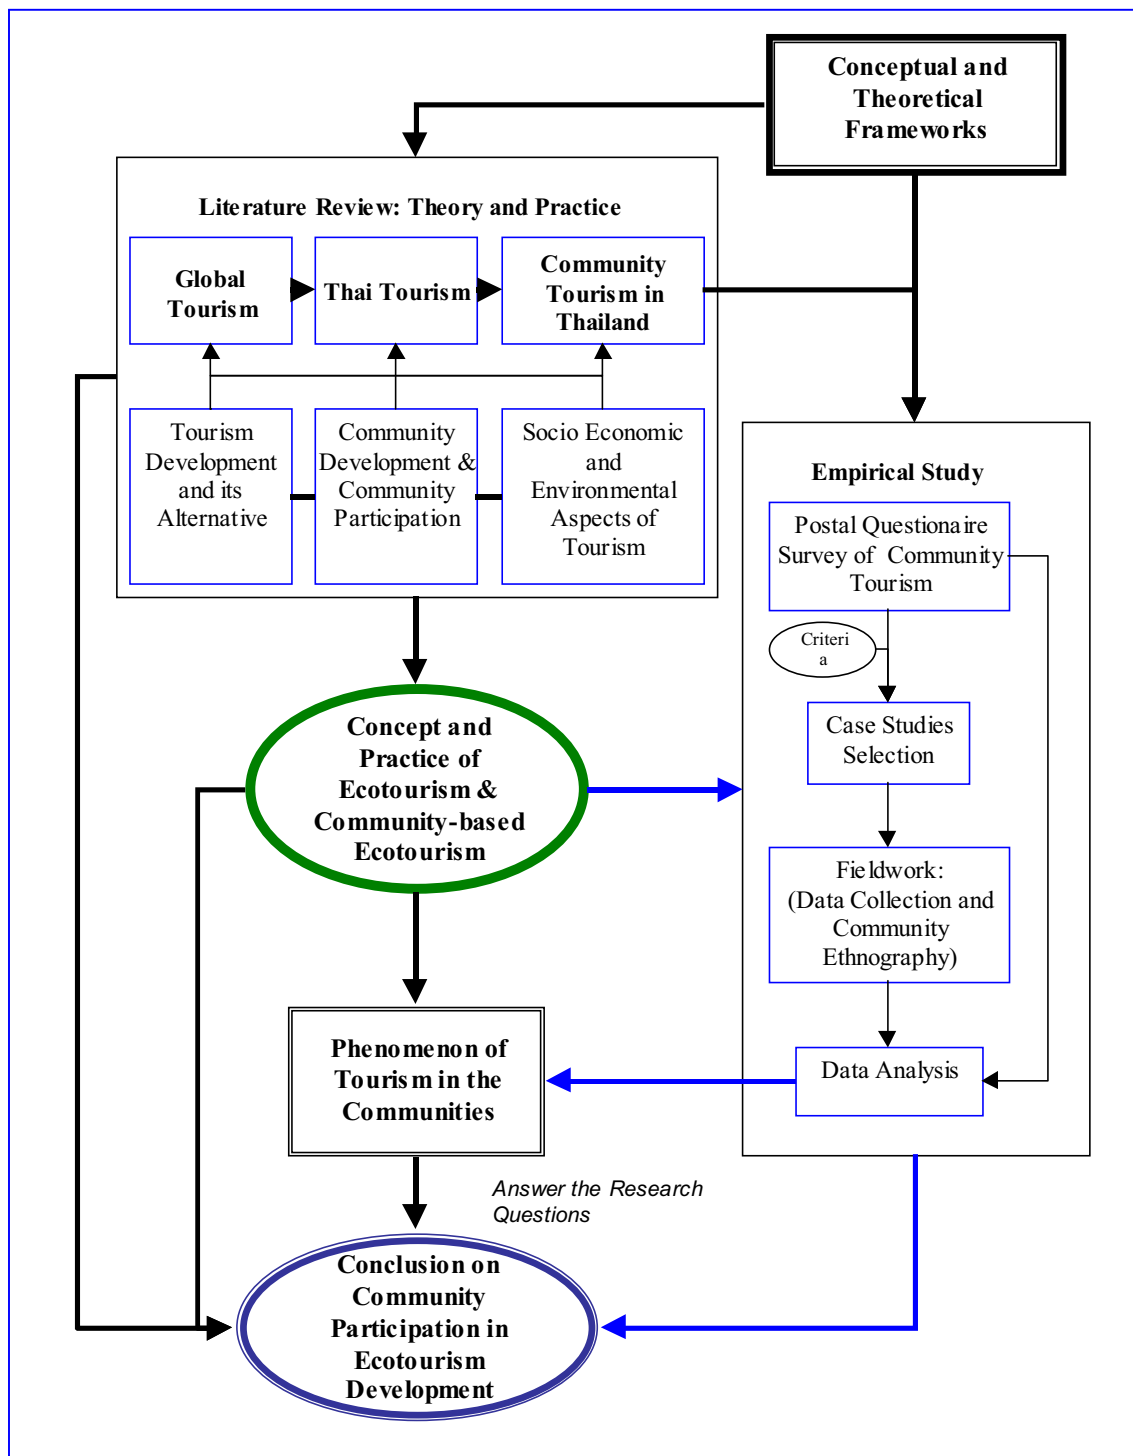 Conceptual and
Theoretical
Frameworks
Literature Review: Theory and Practice
Global
Tourism
Thai Tourism
Community
Tourism in
Thailand
Tourism
Development
and its
Alternative
Community
Development &
Community
Participation
Socio Economic
and
Environmental
Aspects of
Tourism
Empirical Study
Postal Questionaire
Survey of Community
Tourism
Criteri
a
Case Studies
Selection
Fieldwork:
(Data Collection and
Community
Ethnography)
Data Analysis
Concept and
Practice of
Ecotourism &
Community-based
Ecotourism
Phenomenon of
Tourism in the
Communities
Answer the Research
Questions
Conclusion on
Community
Participation in
Ecotourism
Development